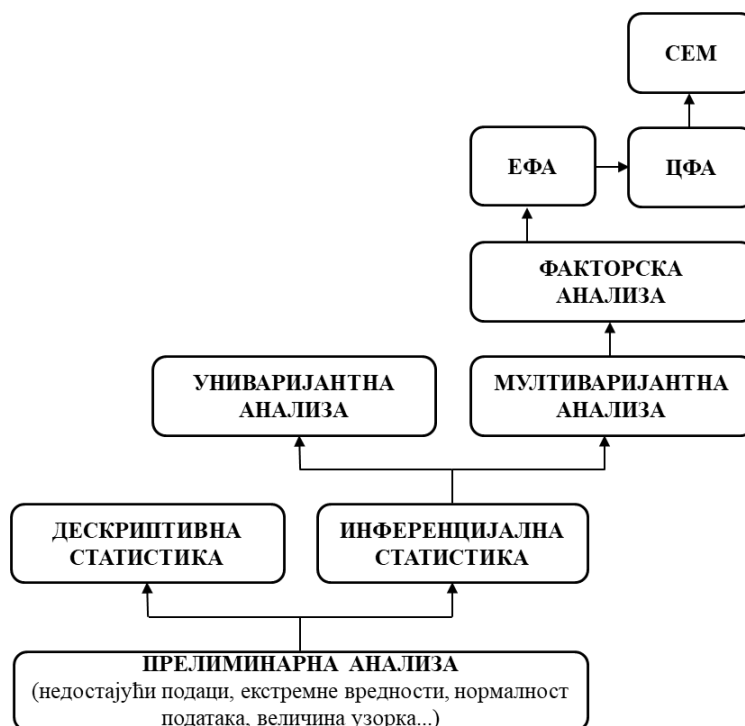 СЕМ
ЕФА
ЦФА
ФАКТОРСКА
АНАЛИЗА
УНИВАРИЈАНТНА
АНАЛИЗА
МУЛТИВАРИЈАНТНА
АНАЛИЗА
ДЕСКРИПТИВНА
СТАТИСТИКА
ИНФЕРЕНЦИЈАЛНА
СТАТИСТИКА
ПРЕЛИМИНАРНА АНАЛИЗА
(недостајући подаци, екстремне вредности, нормалност
података, величина узорка...)